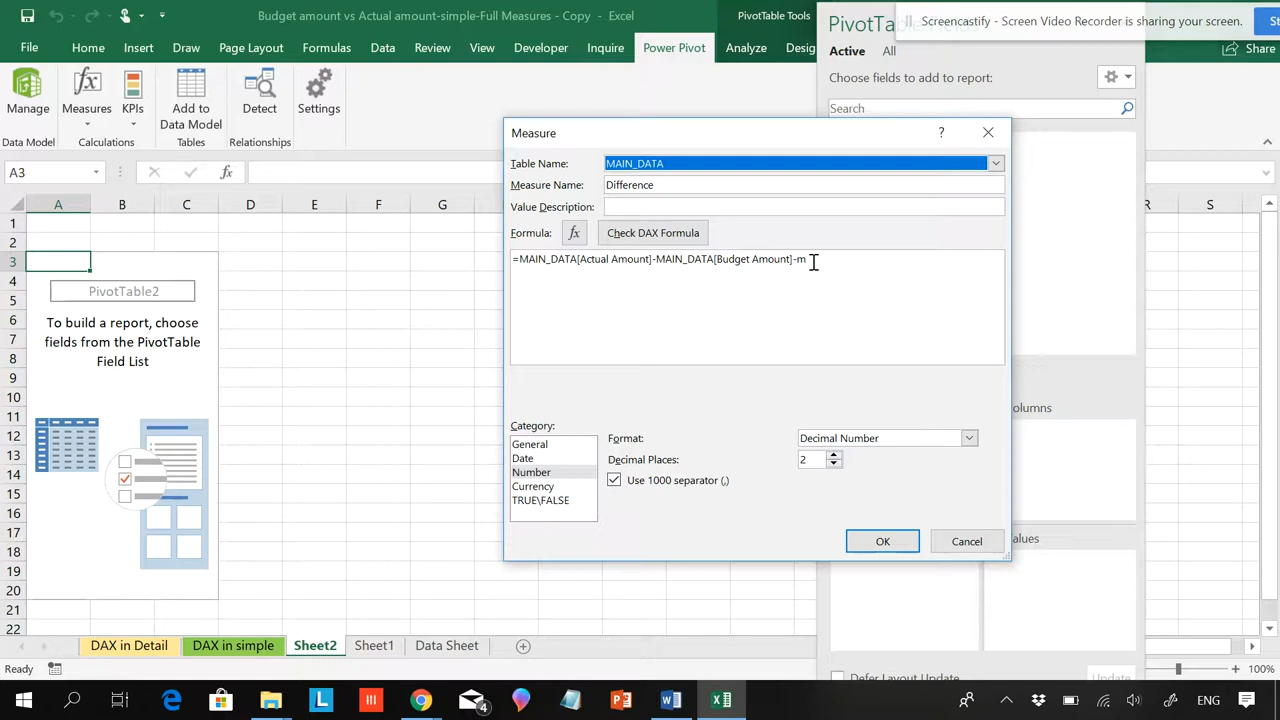 Budget amount vs Actual amount-simple-Full Measures - Copy - Excel
PivotTable Tools
Screencastify - Screen Video Recorder is sharing your screen.
File Home Insert Draw Page Layout Formulas Data Review View Developer Inquire Power Pivot Analyze
Share
Active All
Choose fields to add to report:
Search
Manage
Measures
KPIs
Add to
Data Model
Detect
Settings
Data Model Calculations Tables Relationships
A3
fx
A B C D E F G R S
1
2
3
4
5
6
7
8
9
10
11
12
13
14
15
16
17
18
19
20
21
22
PivotTable2
To build a report, choose
fields from the PivotTable
Field List
Measure
?
Table Name: MAIN_DATA
Measure Name: Difference
Value Description:
Formula: fx Check DAX Formula
=MAIN_DATA[Actual Amount]-MAIN_DATA[Budget Amount]-m
Category:
General
Date
Number
Currency
TRUE\FALSE
Format: Decimal Number
Decimal Places: 2
Use 1000 separator (,)
OK Cancel
DAX in Detail DAX in simple Sheet2 Sheet1 Data Sheet
Ready
100%
4
ENG